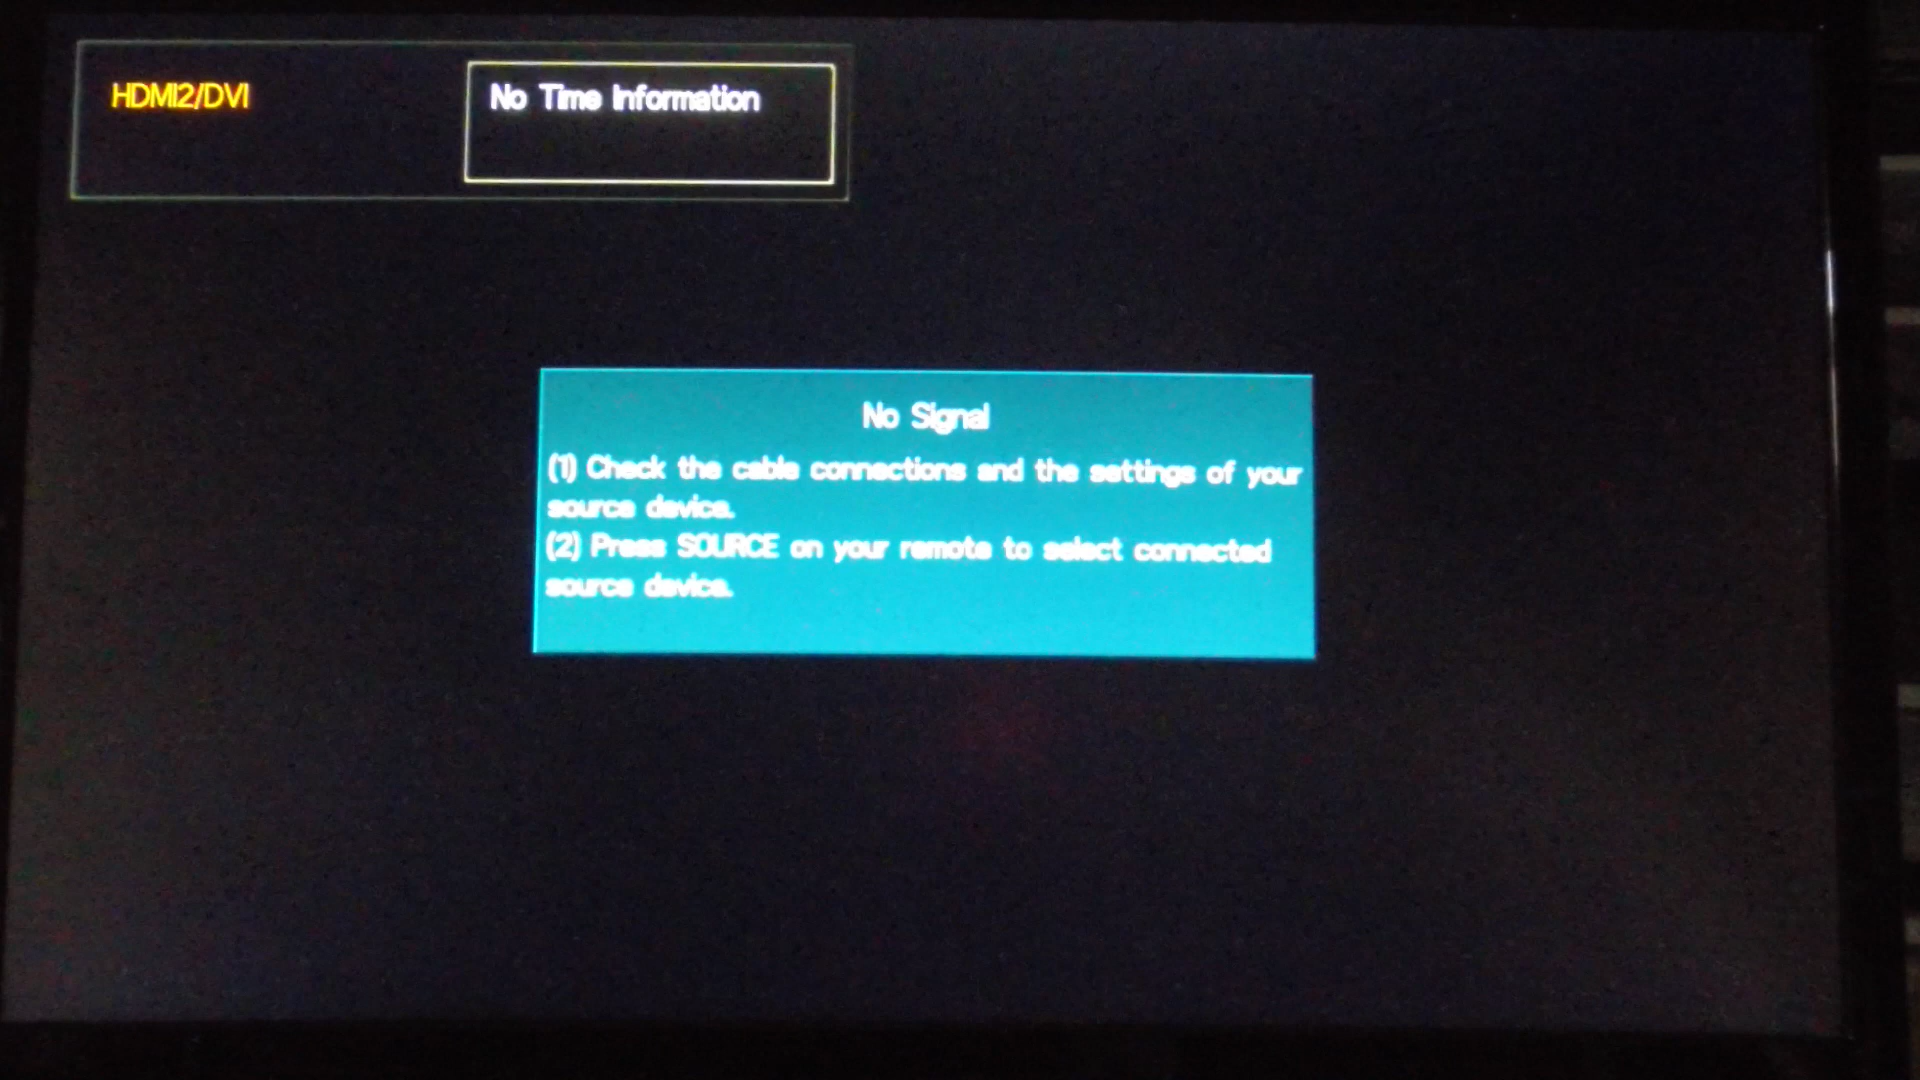 HDMI2/DVI
No Time Information
No Signal
(1) Check the cable connections and the settings of your
source device.
(2) Press SOURCE on your remote to select connected
source device.